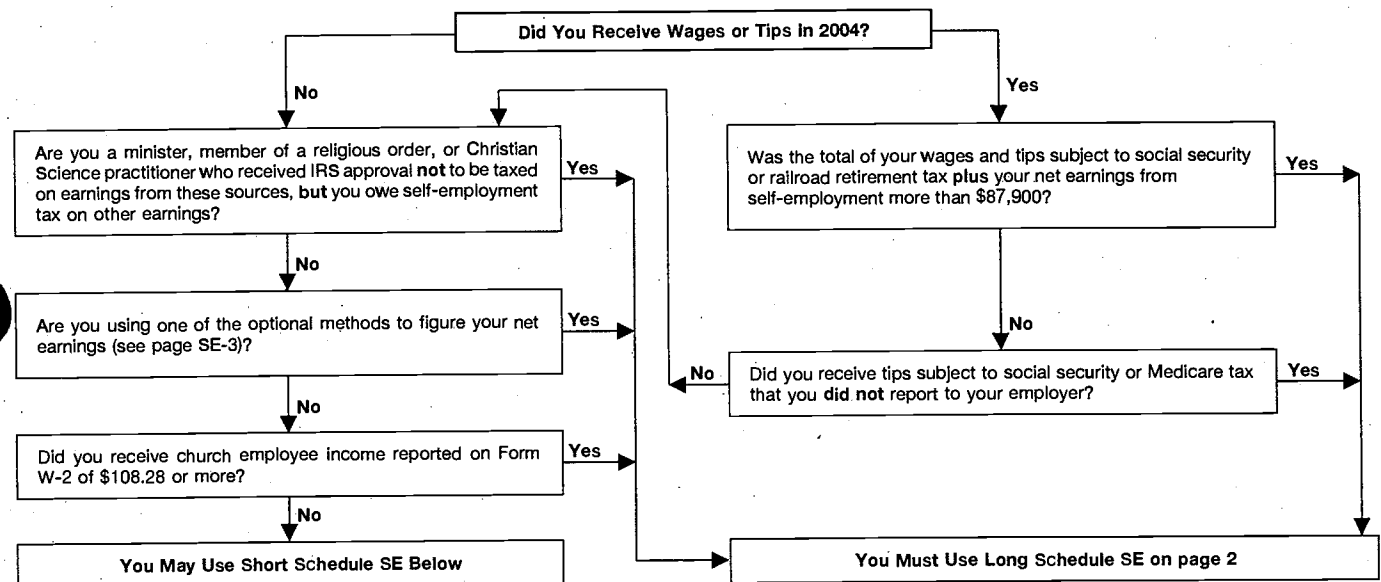 Did You Receive Wages or Tips in 2004?
No
Yes
Are you a minister, member of a religious order, or Christian
Science practitioner who received IRS approval not to be taxed
on earnings from these sources, but you owe self-employment
tax on other earnings?
Yes
Was the total of your wages and tips subject to social security
or railroad retirement tax plus your net earnings from
self-employment more than $87,900?
Yes
No
No
Are you using one of the optional methods to figure your net
earnings (see page SE-3)?
Yes
No
Did you receive tips subject to social security or Medicare tax
that you did not report to your employer?
Yes
No
Did you receive church employee income reported on Form
W-2 of $108.28 or more?
Yes
No
You May Use Short Schedule SE Below
You Must Use Long Schedule SE on page 2